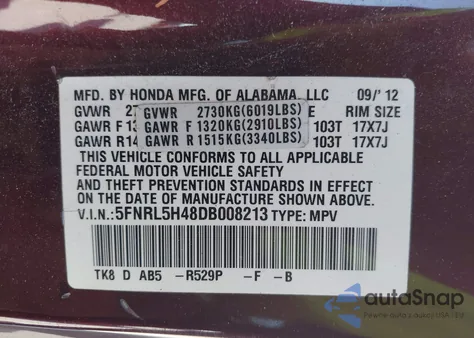 MFD. BY HONDA MFG. OF ALABAMA, LLC 09/'12
GVWR 27 GVWR 2730KG(6019LBS) E RIM SIZE
GAWR F 13 GAWR F 1320KG(2910LBS) 103T 17X7J
GAWR R14 GAWR R 1515KG(3340LBS) 103T 17X7J
THIS VEHICLE CONFORMS TO ALL APPLICABLE
FEDERAL MOTOR VEHICLE SAFETY
AND THEFT PREVENTION STANDARDS IN EFFECT
ON THE DATE OF MANUFACTURE SHOWN ABOVE.
V.I.N.:5FNRL5H48DB008213 TYPE: MPV
TK8 D AB5 -R529P -F -B
autoSnap